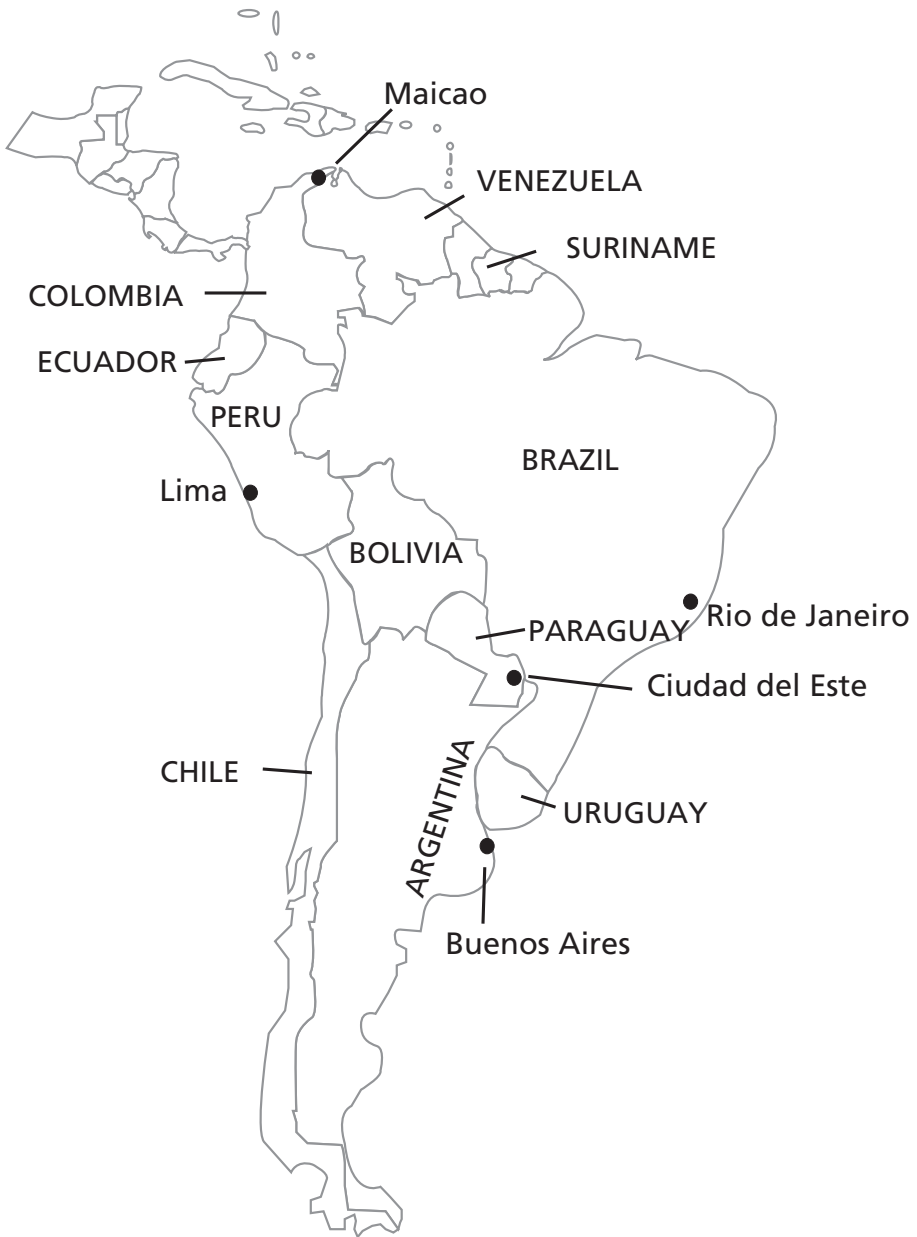 Maicao
VENEZUELA
SURINAME
COLOMBIA
ECUADOR
PERU
BRAZIL
Lima
BOLIVIA
Rio de Janeiro
PARAGUAY
Ciudad del Este
ARGENTINA
CHILE
URUGUAY
Buenos Aires